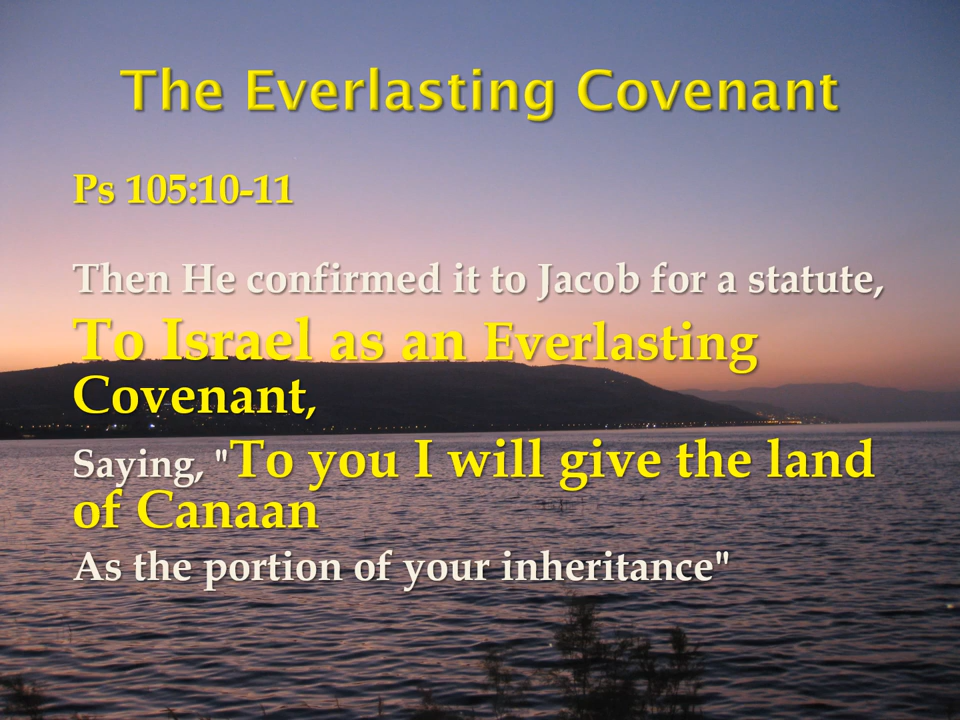 The Everlasting Covenant
Ps 105:10-11
Then He confirmed it to Jacob for a statute,
To Israel as an Everlasting
Covenant,
Saying, "To you I will give the land
of Canaan
As the portion of your inheritance"